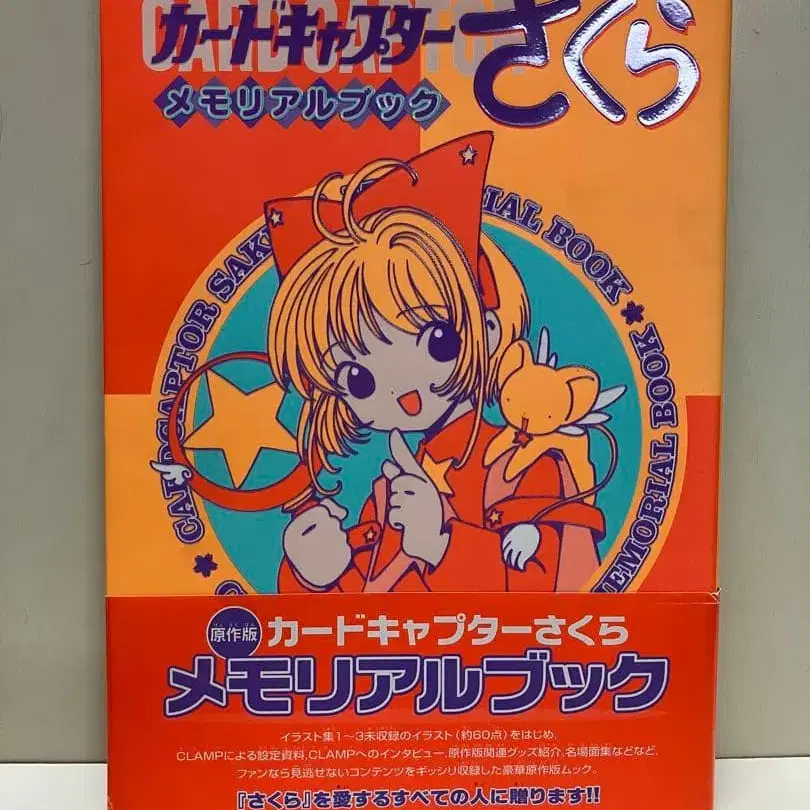 CARDCAPTOR
カードキャプターさくら
メモリアルブック
CARDCAPTOR SAK
RIAL BOOK
MEMORIAL BOOK
げんさくばん
原作版
カードキャプターさくら
メモリアルブック
イラスト集1〜3未収録のイラスト(約60点)をはじめ、
CLAMPによる設定資料、CLAMPへのインタビュー、原作版関連グッズ紹介、名場面集などなど、
ファンなら見逃せないコンテンツをギッシリ収録した豪華原作版ムック。
『さくら』を愛するすべての人に贈ります!!